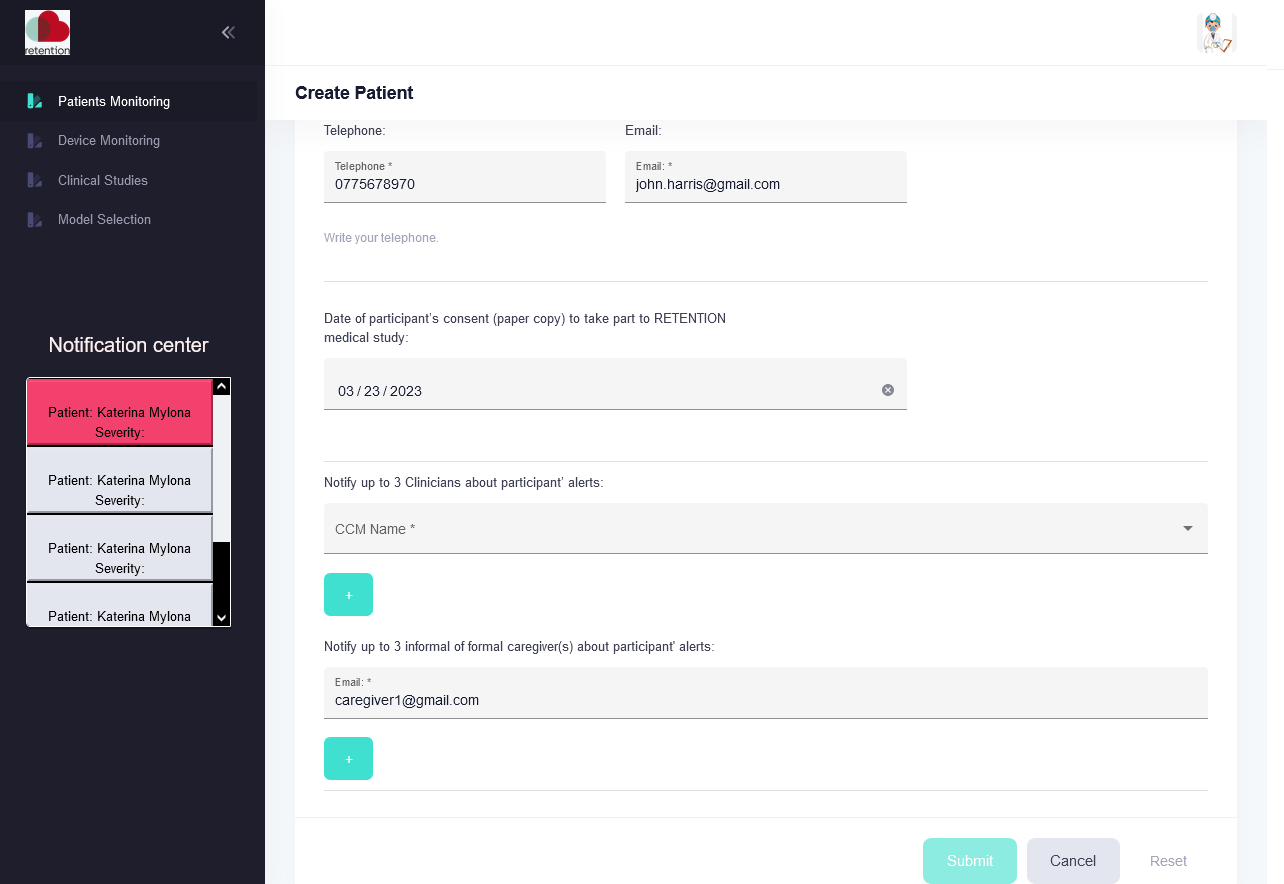 retention
Patients Monitoring
Device Monitoring
Clinical Studies
Model Selection
Notification center
Patient: Katerina Mylona
Severity:
Patient: Katerina Mylona
Severity:
Patient: Katerina Mylona
Severity:
Patient: Katerina Mylona
Create Patient
Telephone: Email:
Telephone * Email: *
0775678970 john.harris@gmail.com
Write your telephone.
Date of participant's consent (paper copy) to take part to RETENTION
medical study:
03 / 23 / 2023
Notify up to 3 Clinicians about participant' alerts:
CCM Name *
+
Notify up to 3 informal of formal caregiver(s) about participant' alerts:
Email: *
caregiver1@gmail.com
+
Submit Cancel Reset